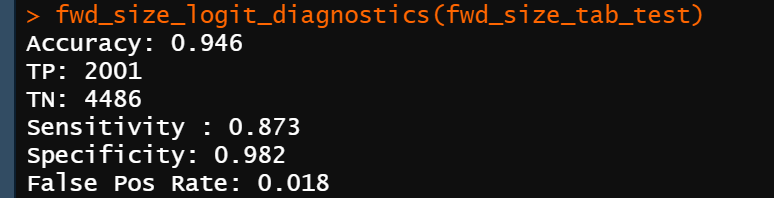 > fwd_size_logit_diagnostics(fwd_size_tab_test)
Accuracy: 0.946
TP: 2001
TN: 4486
Sensitivity : 0.873
Specificity: 0.982
False Pos Rate: 0.018